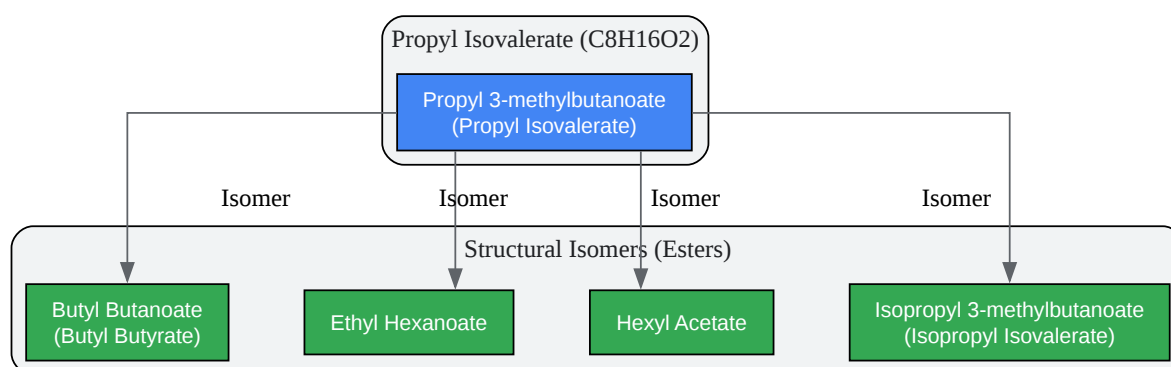 Propyl Isovalerate (C8H16O2)
Propyl 3-methylbutanoate
(Propyl Isovalerate)
Isomer
Isomer
Isomer
Isomer
Structural Isomers (Esters)
Butyl Butanoate
(Butyl Butyrate)
Ethyl Hexanoate
Hexyl Acetate
Isopropyl 3-methylbutanoate
(Isopropyl Isovalerate)